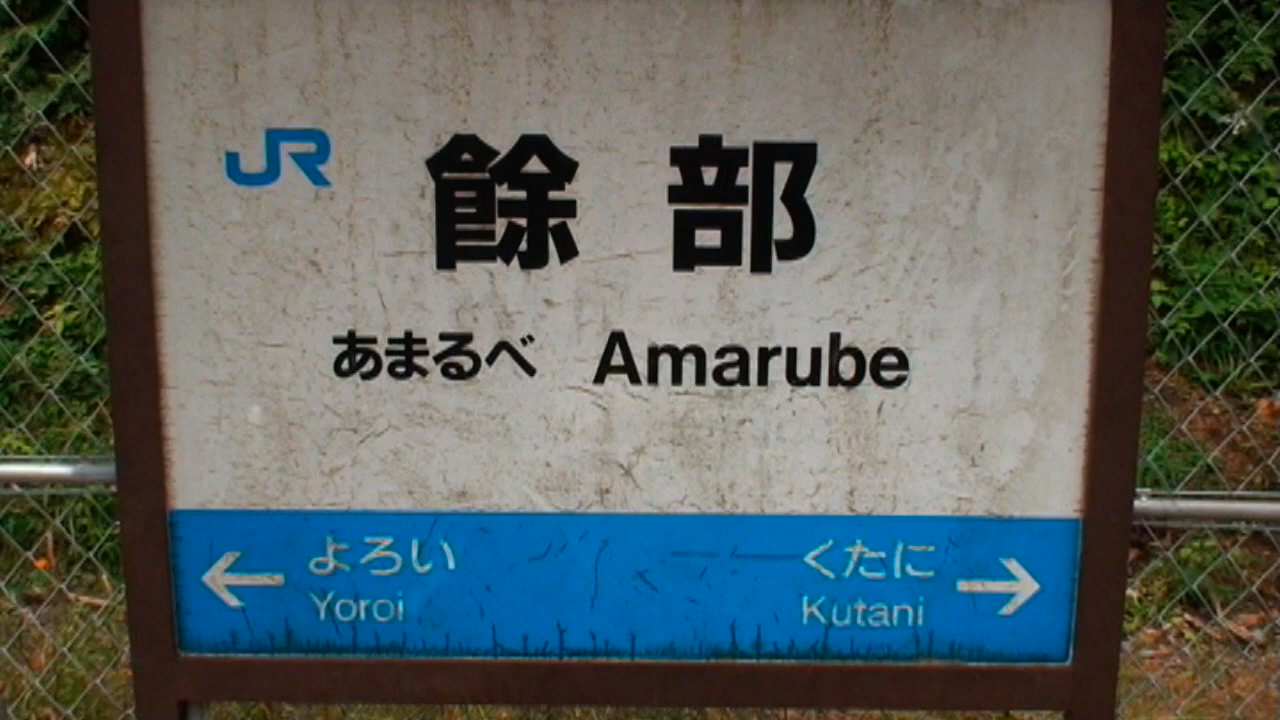 JR 餘部
あまるべ Amarube
← よろい くたに →
Yoroi Kutani